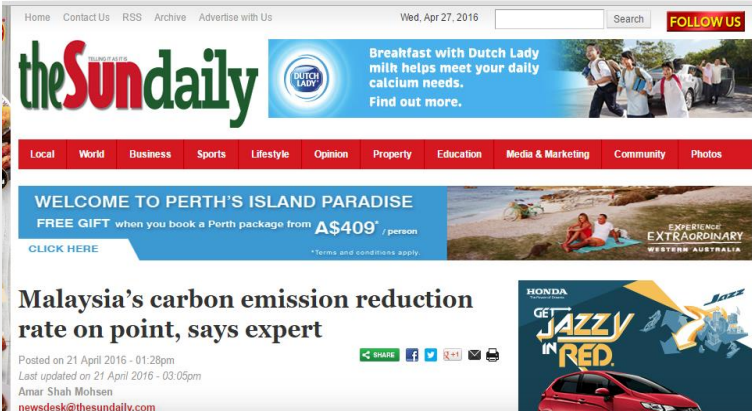 Home Contact Us RSS Archive Advertise with Us Wed, Apr 27, 2016 Search FOLLOW US
TELLING IT AS IT IS
theSundaily
DUTCH LADY
Breakfast with Dutch Lady
milk helps meet your daily
calcium needs.
Find out more.
Local World Business Sports Lifestyle Opinion Property Education Media & Marketing Community Photos
WELCOME TO PERTH'S ISLAND PARADISE
FREE GIFT when you book a Perth package from A$409* / person
CLICK HERE
*Terms and conditions apply.
EXPERIENCE
EXTRAORDINARY
WESTERN AUSTRALIA
Malaysia's carbon emission reduction
rate on point, says expert
Posted on 21 April 2016 - 01:28pm
Last updated on 21 April 2016 - 03:05pm
Amar Shah Mohsen
newsdesk@thesundaily.com
SHARE
g+1
HONDA
The Power of Dreams
Jazz
GET
JAZZY
IN RED.